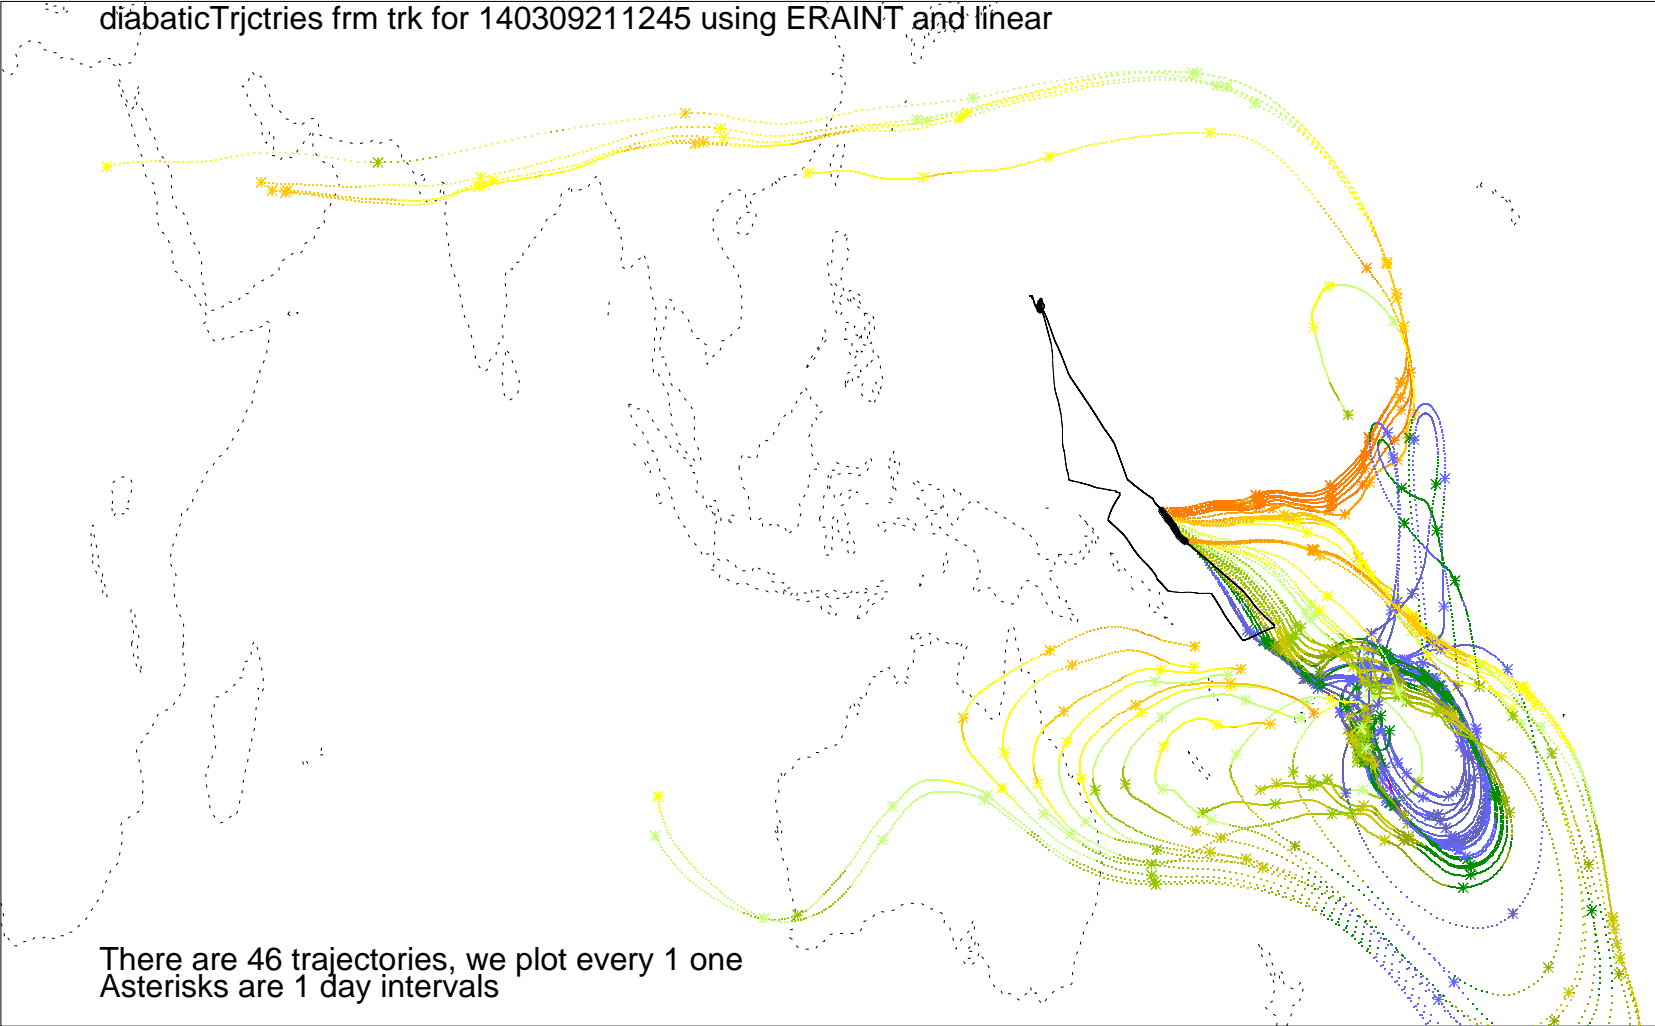 diabaticTrjctries frm trk for 140309211245 using ERAINT and linear
There are 46 trajectories, we plot every 1 one
Asterisks are 1 day intervals